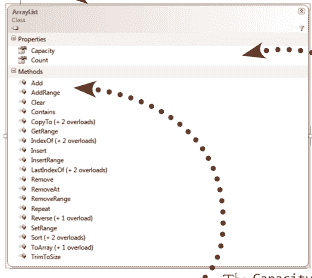 ArrayList
Class
Properties
Capacity
Count
Methods
Add
AddRange
Clear
Contains
CopyTo (+ 2 overloads)
GetRange
IndexOf (+ 2 overloads)
Insert
InsertRange
LastIndexOf (+ 2 overloads)
Remove
RemoveAt
RemoveRange
Repeat
Reverse (+ 1 overload)
SetRange
Sort (+ 2 overloads)
ToArray (+ 1 overload)
TrimToSize
The Capacity